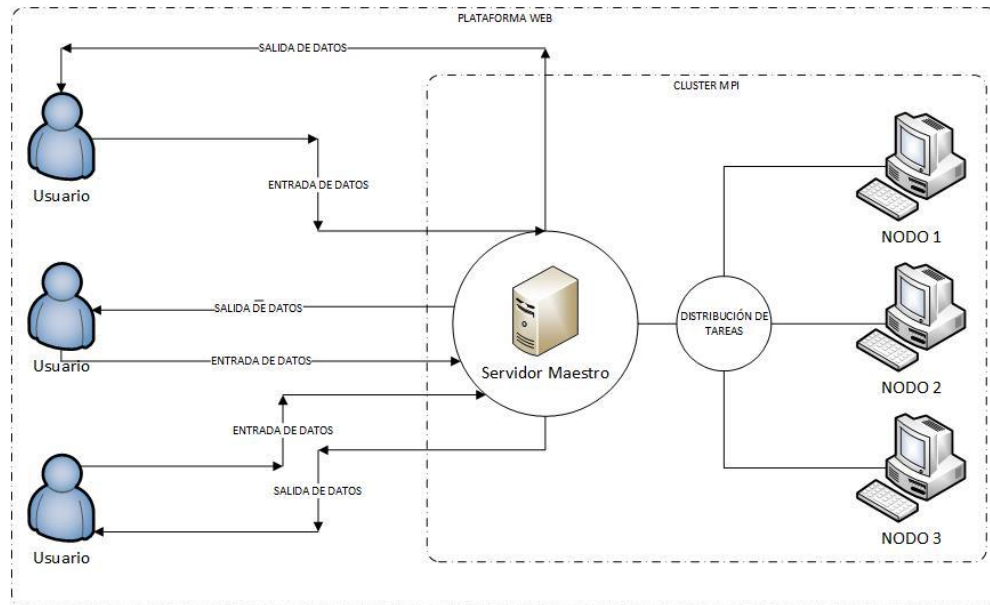 PLATAFORMA WEB
SALIDA DE DATOS
CLUSTER MPI
Usuario
ENTRADA DE DATOS
NODO 1
SALIDA DE DATOS
Usuario
ENTRADA DE DATOS
Servidor Maestro
DISTRIBUCIÓN DE
TAREAS
NODO 2
ENTRADA DE DATOS
SALIDA DE DATOS
Usuario
NODO 3